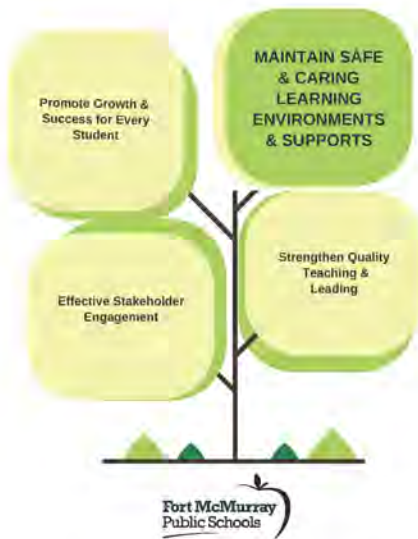 Promote Growth &
Success for Every
Student
MAINTAIN SAFE
& CARING
LEARNING
ENVIRONMENTS
& SUPPORTS
Effective Stakeholder
Engagement
Strengthen Quality
Teaching &
Leading
Fort McMurray
Public Schools